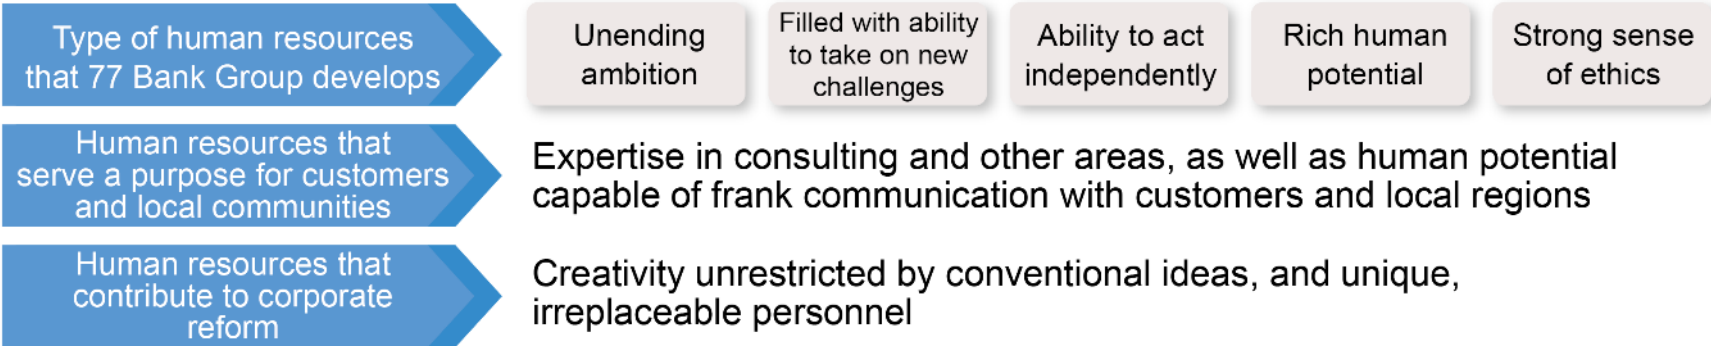 Type of human resources
that 77 Bank Group develops
Unending
ambition
Filled with ability
to take on new
challenges
Ability to act
independently
Rich human
potential
Strong sense
of ethics
Human resources that
serve a purpose for customers
and local communities
Expertise in consulting and other areas, as well as human potential
capable of frank communication with customers and local regions
Human resources that
contribute to corporate
reform
Creativity unrestricted by conventional ideas, and unique,
irreplaceable personnel